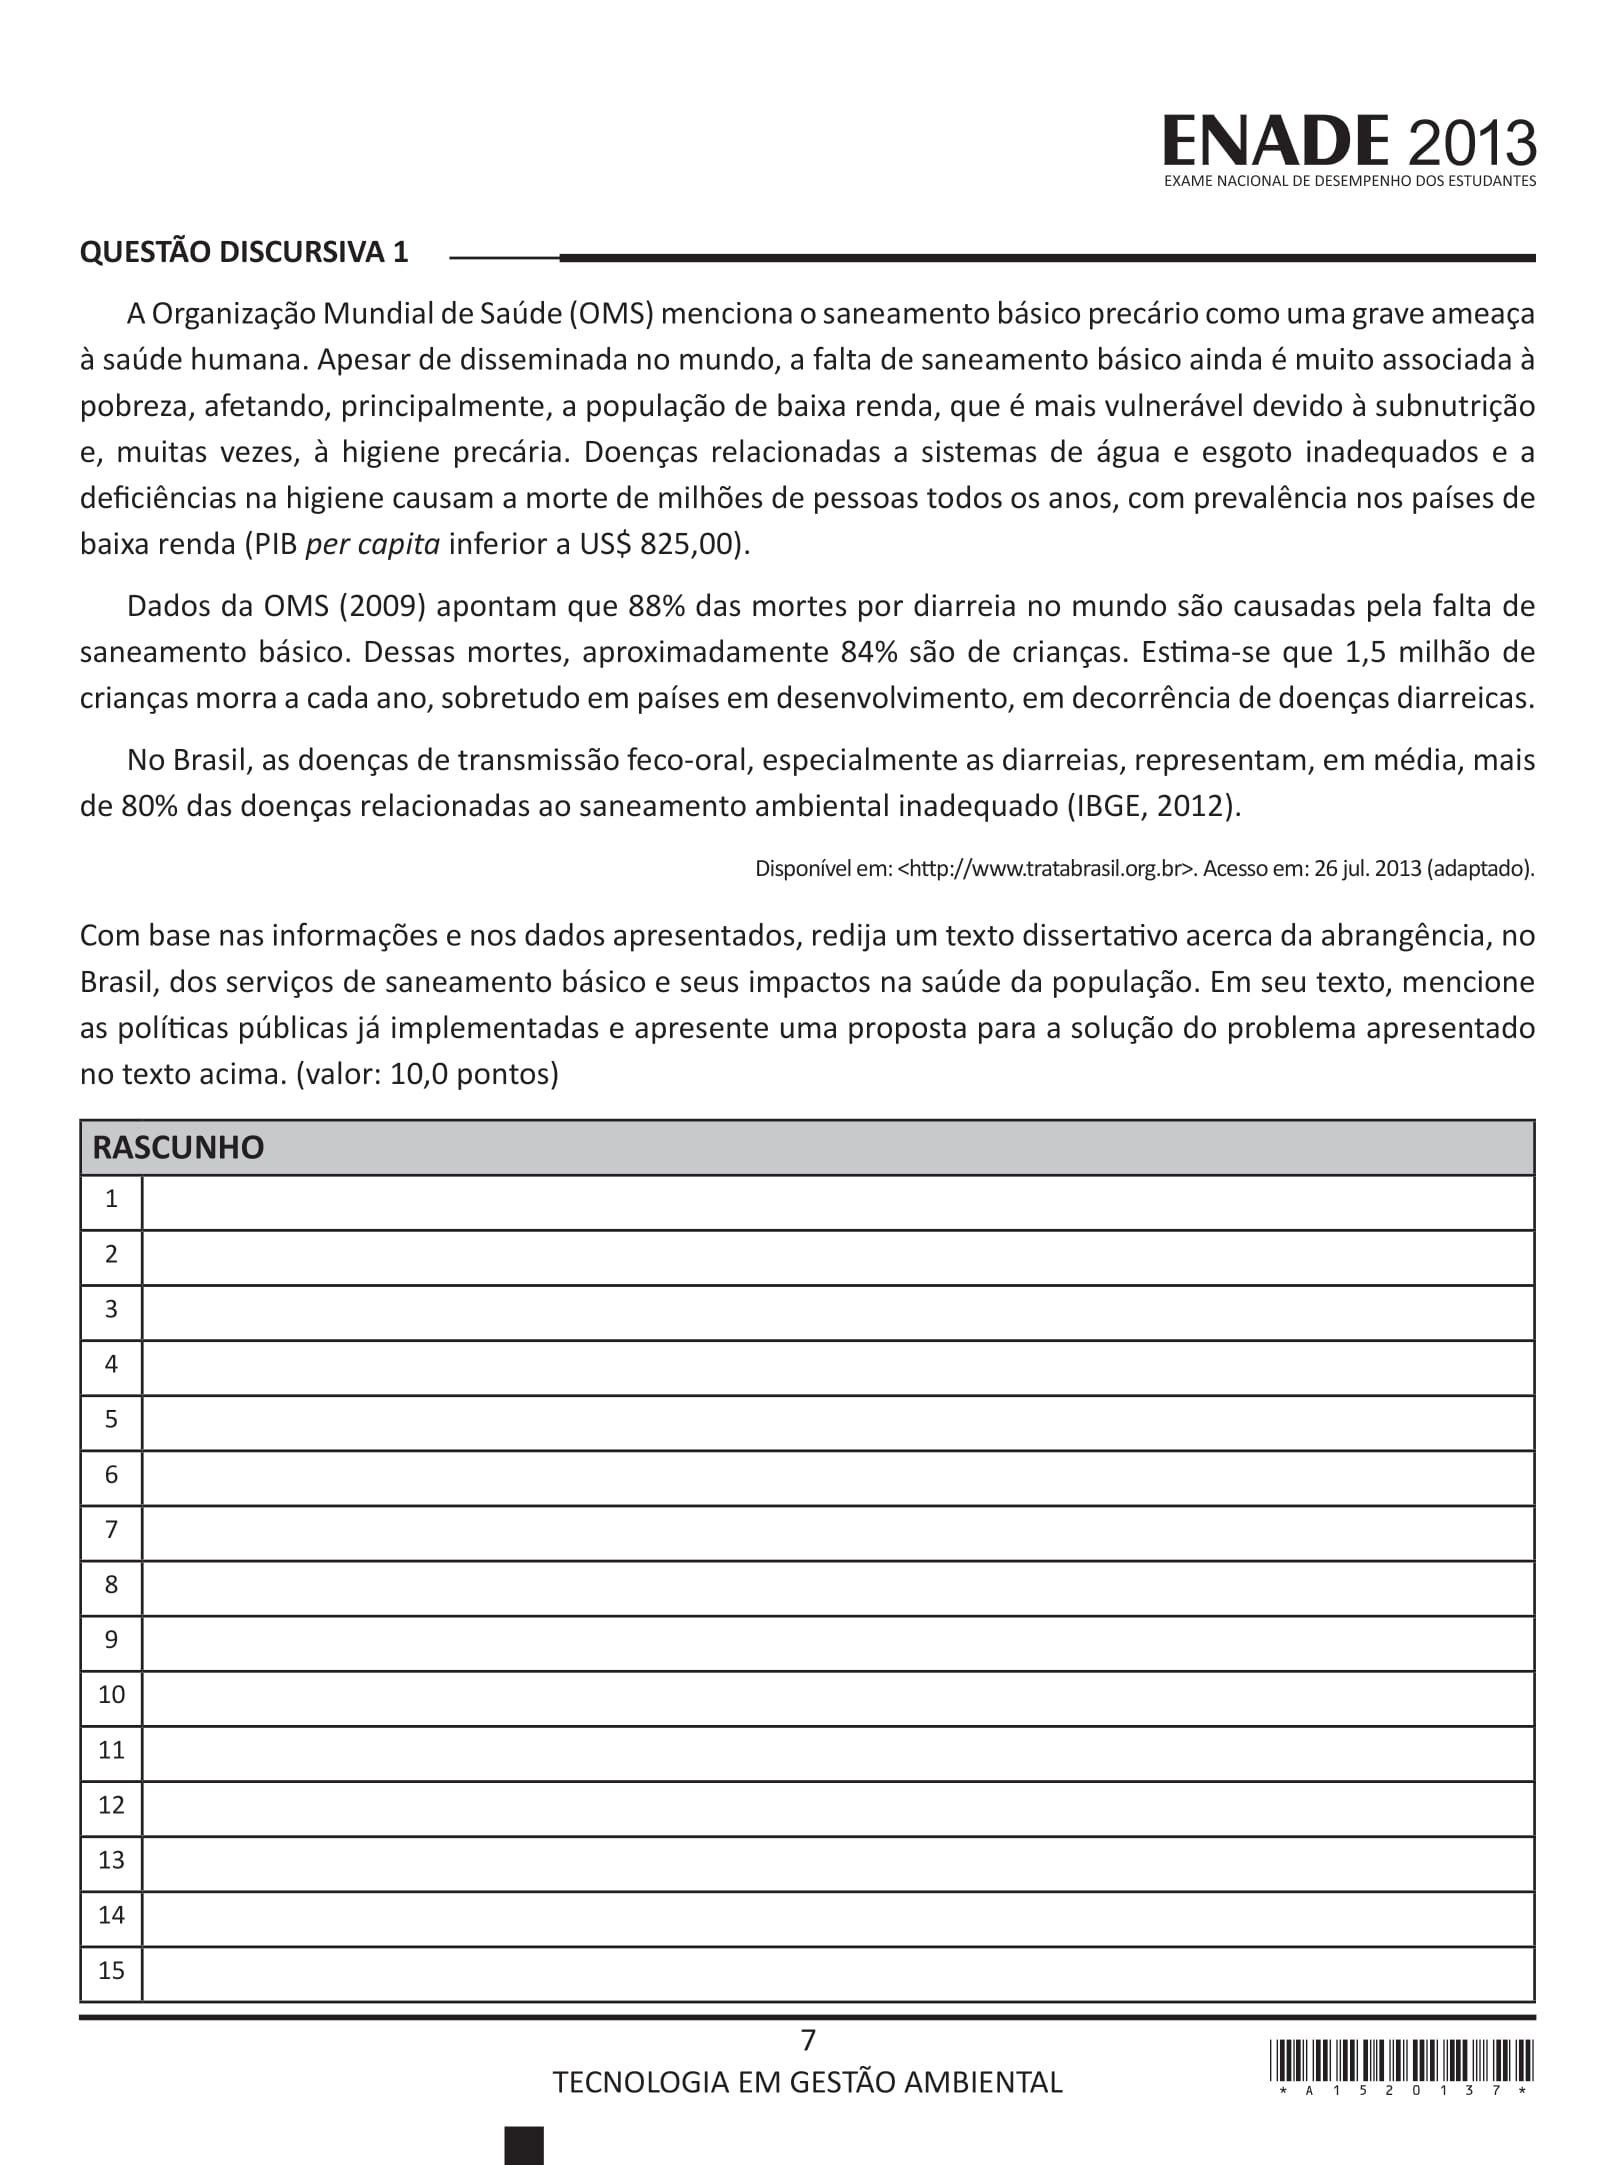 ENADE 2013
EXAME NACIONAL DE DESEMPENHO DOS ESTUDANTES
QUESTÃO DISCURSIVA 1
A Organização Mundial de Saúde (OMS) menciona o saneamento básico precário como uma grave ameaça
à saúde humana. Apesar de disseminada no mundo, a falta de saneamento básico ainda é muito associada à
pobreza, afetando, principalmente, a população de baixa renda, que é mais vulnerável devido à subnutrição
e, muitas vezes, à higiene precária. Doenças relacionadas a sistemas de água e esgoto inadequados e a
deficiências na higiene causam a morte de milhões de pessoas todos os anos, com prevalência nos países de
baixa renda (PIB per capita inferior a US$ 825,00).
Dados da OMS (2009) apontam que 88% das mortes por diarreia no mundo são causadas pela falta de
saneamento básico. Dessas mortes, aproximadamente 84% são de crianças. Estima-se que 1,5 milhão de
crianças morra a cada ano, sobretudo em países em desenvolvimento, em decorrência de doenças diarreicas.
No Brasil, as doenças de transmissão feco-oral, especialmente as diarreias, representam, em média, mais
de 80% das doenças relacionadas ao saneamento ambiental inadequado (IBGE, 2012).
Disponível em: <http://www.tratabrasil.org.br>. Acesso em: 26 jul. 2013 (adaptado).
Com base nas informações e nos dados apresentados, redija um texto dissertativo acerca da abrangência, no
Brasil, dos serviços de saneamento básico e seus impactos na saúde da população. Em seu texto, mencione
as políticas públicas já implementadas e apresente uma proposta para a solução do problema apresentado
no texto acima. (valor: 10,0 pontos)
RASCUNHO
1
2
3
4
5
6
7
8
9
10
11
12
13
14
15
7
TECNOLOGIA EM GESTÃO AMBIENTAL
* A 1 5 2 0 1 3 7 *